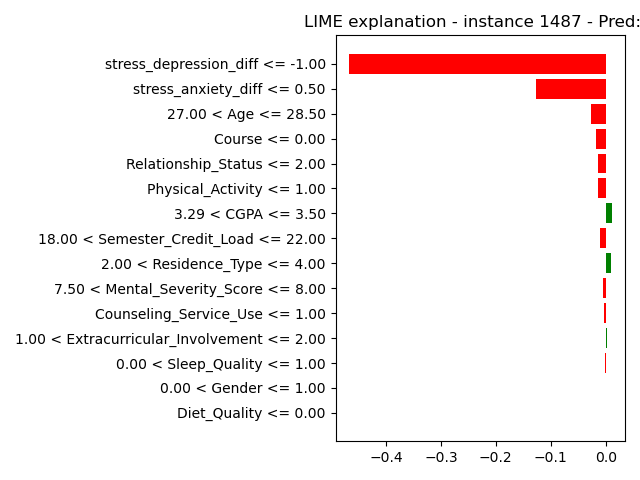 LIME explanation - instance 1487 - Pred:
stress_depression_diff <= -1.00
stress_anxiety_diff <= 0.50
27.00 < Age <= 28.50
Course <= 0.00
Relationship_Status <= 2.00
Physical_Activity <= 1.00
3.29 < CGPA <= 3.50
18.00 < Semester_Credit_Load <= 22.00
2.00 < Residence_Type <= 4.00
7.50 < Mental_Severity_Score <= 8.00
Counseling_Service_Use <= 1.00
1.00 < Extracurricular_Involvement <= 2.00
0.00 < Sleep_Quality <= 1.00
0.00 < Gender <= 1.00
Diet_Quality <= 0.00
−0.4 −0.3 −0.2 −0.1 0.0